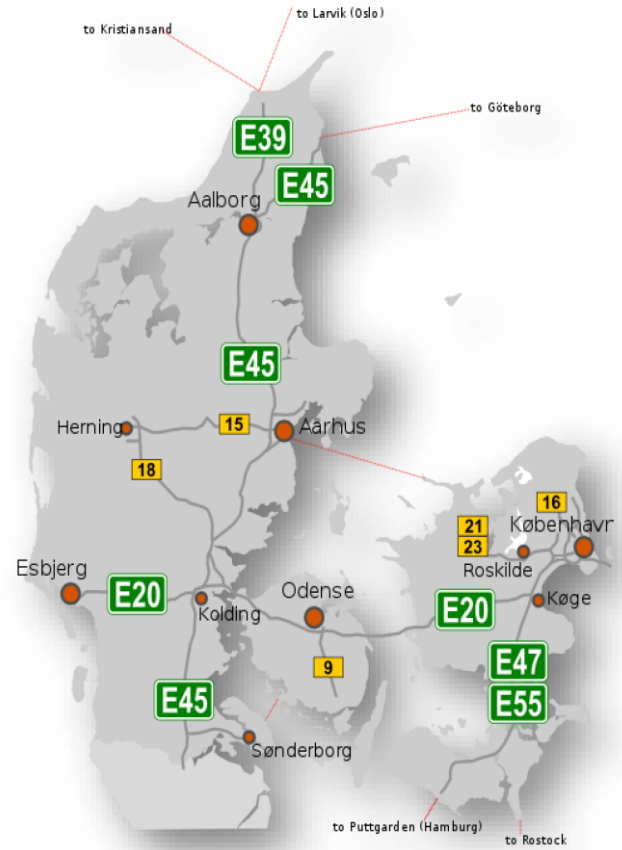 to Larvik (Oslo)
to Kristiansand
to Göteborg
E39
E45
Aalborg
E45
Herning
15
Aarhus
18
16
21
København
23
Roskilde
Esbjerg
E20
Kolding
Odense
E20
Køge
9
E47
E45
E55
Sønderborg
to Puttgarden (Hamburg)
to Rostock